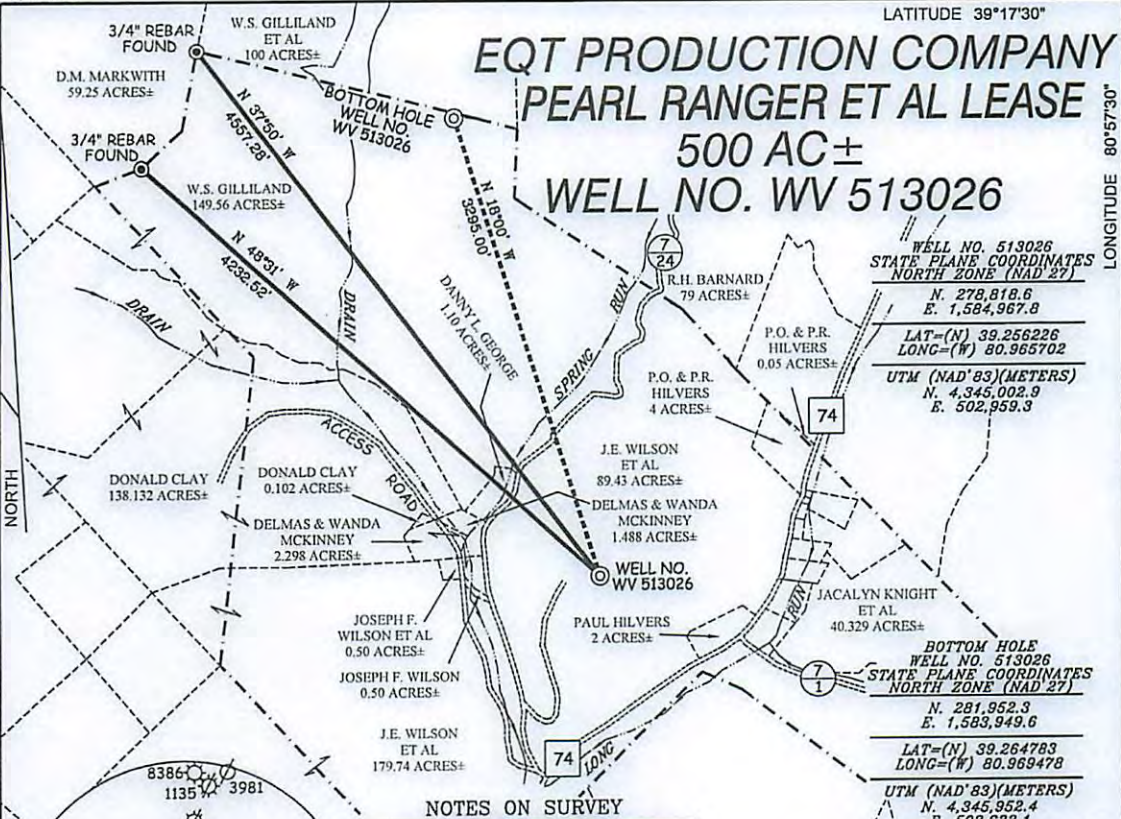 LATITUDE 39°17'30"
EQT PRODUCTION COMPANY
PEARL RANGER ET AL LEASE
500 AC±
WELL NO. WV 513026
LONGITUDE 80°57'30"
3/4" REBAR
FOUND
W.S. GILLILAND
ET AL
100 ACRES±
D.M. MARKWITH
59.25 ACRES±
BOTTOM HOLE
WELL NO.
WV 513026
3/4" REBAR
FOUND
N 37°50' W
4557.28'
W.S. GILLILAND
149.56 ACRES±
N 48°31' W
4232.52'
N 18°00' W
3295.00'
7
24
R.H. BARNARD
79 ACRES±
WELL NO. 513026
STATE PLANE COORDINATES
NORTH ZONE (NAD'27)
N. 278,818.6
E. 1,584,967.8
LAT=(N) 39.256226
LONG=(W) 80.965702
UTM (NAD'83)(METERS)
N. 4,345,002.9
E. 502,959.3
DRAIN
DRAIN
DANNY L. GEORGE
1.10 ACRES±
SPRING RUN
P.O. & P.R.
HILVERS
0.05 ACRES±
P.O. & P.R.
HILVERS
4 ACRES±
74
ACCESS ROAD
NORTH
DONALD CLAY
138.132 ACRES±
DONALD CLAY
0.102 ACRES±
J.E. WILSON
ET AL
89.43 ACRES±
DELMAS & WANDA
MCKINNEY
2.298 ACRES±
DELMAS & WANDA
MCKINNEY
1.488 ACRES±
WELL NO.
WV 513026
JOSEPH F.
WILSON ET AL
0.50 ACRES±
PAUL HILVERS
2 ACRES±
RUN
JACALYN KNIGHT
ET AL
40.329 ACRES±
JOSEPH F. WILSON
0.50 ACRES±
7
1
BOTTOM HOLE
WELL NO. 513026
STATE PLANE COORDINATES
NORTH ZONE (NAD'27)
N. 281,952.3
E. 1,583,949.6
LAT=(N) 39.264783
LONG=(W) 80.969478
UTM (NAD'83)(METERS)
N. 4,345,952.4
J.E. WILSON
ET AL
179.74 ACRES±
74
LONG
8386
1135
3981
NOTES ON SURVEY